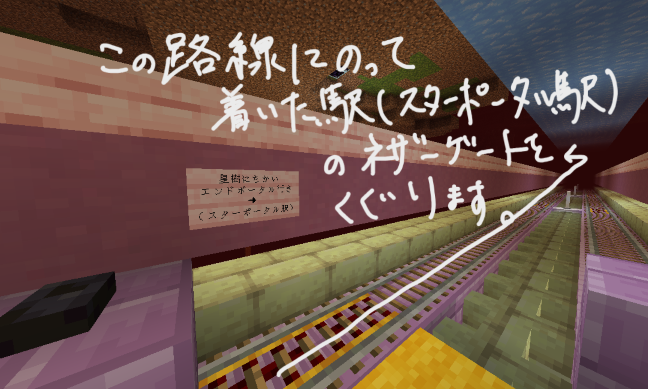 この路線にのって
着いた駅(スターポータル駅)
のネザーゲートを
くぐります
星樹にちかい
エンドポータル行き
➔
(スターポータル駅)